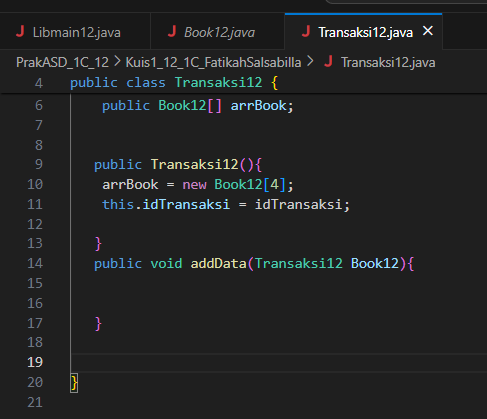 J Libmain12.java J Book12.java J Transaksi12.java ×
PrakASD_1C_12 > Kuis1_12_1C_FatikahSalsabilla > J Transaksi12.java
4 public class Transaksi12 {
6 public Book12[] arrBook;
7
8
9 public Transaksi12(){
10 arrBook = new Book12[4];
11 this.idTransaksi = idTransaksi;
12
13 }
14 public void addData(Transaksi12 Book12){
15
16
17 }
18
19
20 }
21